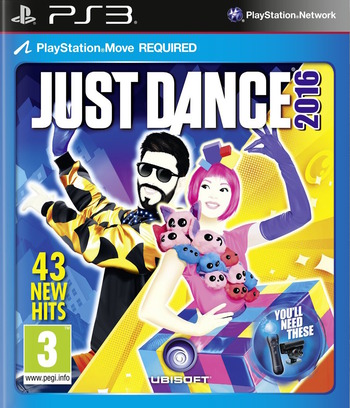 PS3
PlayStation®Network
PlayStation®Move REQUIRED
JUST DANCE
2016
43
NEW
HITS
YOU'LL
NEED
THESE
3
www.pegi.info
UBISOFT